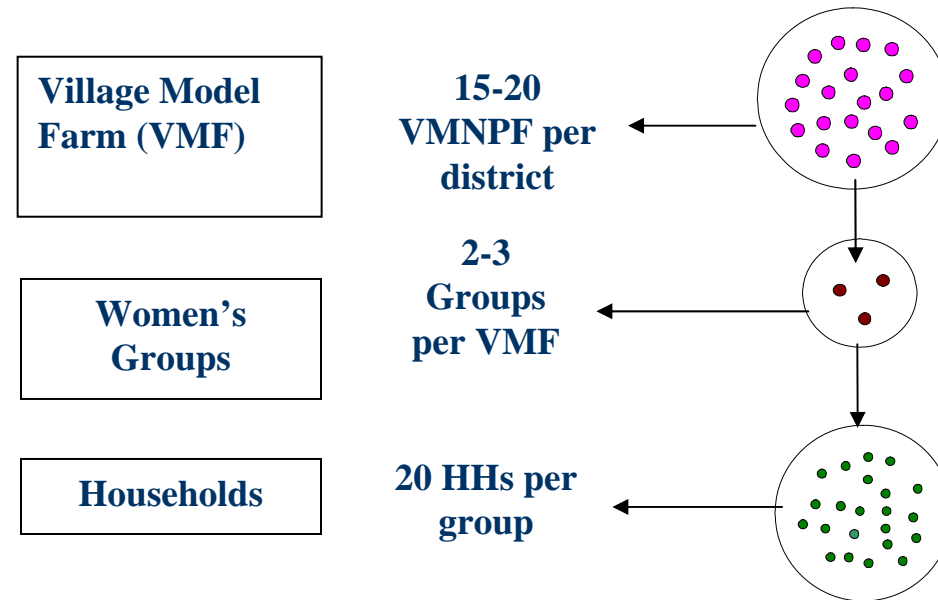 Village Model
Farm (VMF)
15-20
VMNPF per
district
Women’s
Groups
2-3
Groups
per VMF
Households
20 HHs per
group